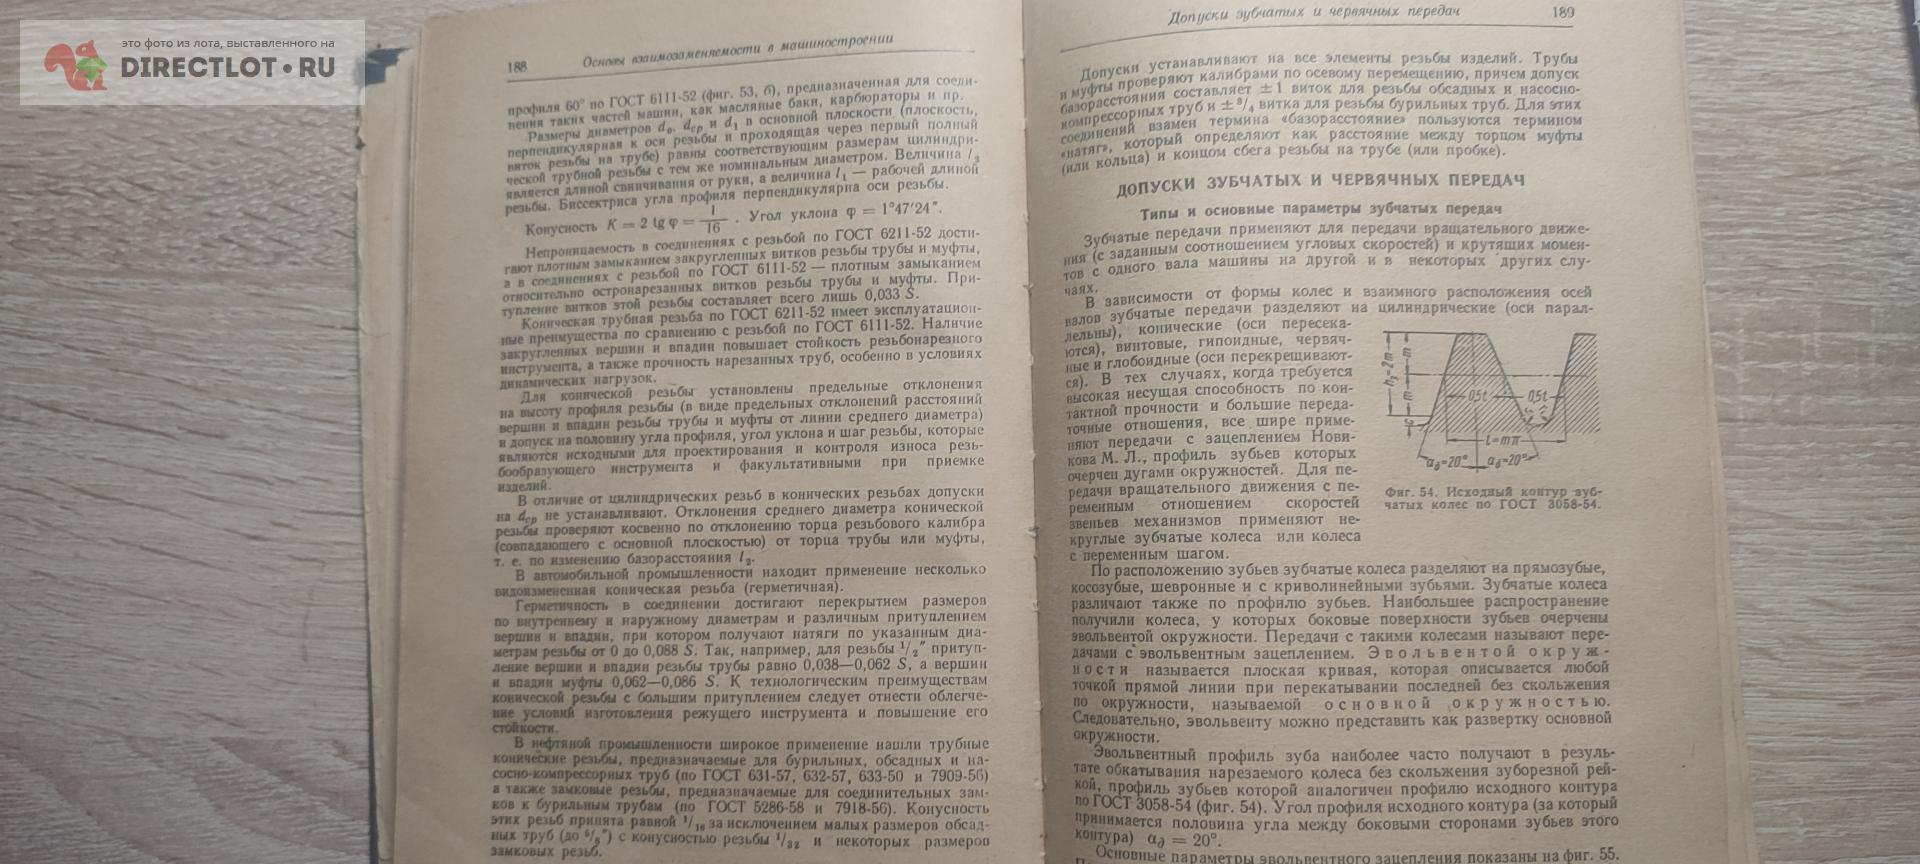 это фото из лота, выставленного на
DIRECTLOT•RU
188 Основы взаимозаменяемости в машиностроении
профиля 60° по ГОСТ 6111-52 (фиг. 53, б), предназначенная для соеди-
нения таких частей машин, как масляные баки, карбюраторы и пр.
Размеры диаметров d₀, dср и d₁ в основной плоскости (плоскость,
перпендикулярная к оси резьбы и проходящая через первый полный
виток резьбы на трубе) равны соответствующим размерам цилиндри-
ческой трубной резьбы с тем же номинальным диаметром. Величина l₂
является длиной свинчивания от руки, а величина l₁ — рабочей длиной
резьбы. Биссектриса угла профиля перпендикулярна оси резьбы.
Конусность K = 2 tg φ = 1/16. Угол уклона φ = 1°47′24″.
Непроницаемость в соединениях с резьбой по ГОСТ 6211-52 дости-
гают плотным замыканием закругленных витков резьбы трубы и муфты,
а в соединениях с резьбой по ГОСТ 6111-52 — плотным замыканием
относительно остронарезанных витков резьбы трубы и муфты. При-
тупление витков этой резьбы составляет всего лишь 0,033 S.
Коническая трубная резьба по ГОСТ 6211-52 имеет эксплуатацион-
ные преимущества по сравнению с резьбой по ГОСТ 6111-52. Наличие
закругленных вершин и впадин повышает стойкость резьбонарезного
инструмента, а также прочность нарезанных труб, особенно в условиях
динамических нагрузок.
Для конической резьбы установлены предельные отклонения
на высоту профиля резьбы (в виде предельных отклонений расстояний
вершин и впадин резьбы трубы и муфты от линии среднего диаметра)
и допуск на половину угла профиля, угол уклона и шаг резьбы, которые
являются исходными для проектирования и контроля износа резь-
бообразующего инструмента и факультативными при приемке
изделий.
В отличие от цилиндрических резьб в конических резьбах допуски
на dср не устанавливают. Отклонения среднего диаметра конической
резьбы проверяют косвенно по отклонению торца резьбового калибра
(совпадающего с основной плоскостью) от торца трубы или муфты,
т. е. по изменению базорасстояния l₂.
В автомобильной промышленности находит применение несколько
видоизмененная коническая резьба (герметичная).
Герметичность в соединении достигают перекрытием размеров
по внутреннему и наружному диаметрам и различным притуплением
вершин и впадин, при котором получают натяги по указанным диа-
метрам резьбы от 0 до 0,088 S. Так, например, для резьбы 1/2″ притуп-
ление вершин и впадин резьбы трубы равно 0,038—0,062 S, а вершин
и впадин муфты 0,062—0,086 S. К технологическим преимуществам
конической резьбы с большим притуплением следует отнести облегче-
ние условий изготовления режущего инструмента и повышение его
стойкости.
В нефтяной промышленности широкое применение нашли трубные
конические резьбы, предназначаемые для бурильных, обсадных и на-
сосно-компрессорных труб (по ГОСТ 631-57, 632-57, 633-50 и 7909-56)
а также замковые резьбы, предназначаемые для соединительных зам-
ков к бурильным трубам (по ГОСТ 5286-58 и 7918-56). Конусность
этих резьб принята равной 1/16 за исключением малых размеров обсад-
ных труб (до 5/8″) с конусностью резьбы 1/32 и некоторых размеров
замковых резьб.
Допуски зубчатых и червячных передач 189
Допуски устанавливают на все элементы резьбы изделий. Трубы
и муфты проверяют калибрами по осевому перемещению, причем допуск
базорасстояния составляет ±1 виток для резьбы обсадных и насосно-
компрессорных труб и ±3/4 витка для резьбы бурильных труб. Для этих
соединений взамен термина «базорасстояние» пользуются термином
«натяг», который определяют как расстояние между торцом муфты
(или кольца) и концом сбега резьбы на трубе (или пробке).
ДОПУСКИ ЗУБЧАТЫХ И ЧЕРВЯЧНЫХ ПЕРЕДАЧ
Типы и основные параметры зубчатых передач
Зубчатые передачи применяют для передачи вращательного движе-
ния (с заданным соотношением угловых скоростей) и крутящих момен-
тов с одного вала машины на другой и в некоторых других слу-
чаях.
В зависимости от формы колес и взаимного расположения осей
валов зубчатые передачи разделяют на цилиндрические (оси парал-
лельны), конические (оси пересека-
ются), винтовые, гипоидные, червяч-
ные и глобоидные (оси перекрещивают-
ся). В тех случаях, когда требуется
высокая несущая способность по кон-
тактной прочности и большие переда-
точные отношения, все шире приме-
няют передачи с зацеплением Нови-
кова М. Л., профиль зубьев которых
очерчен дугами окружностей. Для пе-
редачи вращательного движения с пе-
ременным отношением скоростей
звеньев механизмов применяют не-
круглые зубчатые колеса или колеса
с переменным шагом.
h₃=2m
m
m
c
0,5t
0,5t
t=mπ
α∂=20°
α∂=20°
Фиг. 54. Исходный контур зуб-
чатых колес по ГОСТ 3058-54.
По расположению зубьев зубчатые колеса разделяют на прямозубые,
косозубые, шевронные и с криволинейными зубьями. Зубчатые колеса
различают также по профилю зубьев. Наибольшее распространение
получили колеса, у которых боковые поверхности зубьев очерчены
эвольвентой окружности. Передачи с такими колесами называют пере-
дачами с эвольвентным зацеплением. Эвольвентой окруж-
ности называется плоская кривая, которая описывается любой
точкой прямой линии при перекатывании последней без скольжения
по окружности, называемой основной окружностью.
Следовательно, эвольвенту можно представить как развертку основной
окружности.
Эвольвентный профиль зуба наиболее часто получают в резуль-
тате обкатывания нарезаемого колеса без скольжения зуборезной рей-
кой, профиль зубьев которой аналогичен профилю исходного контура
по ГОСТ 3058-54 (фиг. 54). Угол профиля исходного контура (за который
принимается половина угла между боковыми сторонами зубьев этого
контура) α∂ = 20°.
Основные параметры эвольвентного зацепления показаны на фиг. 55.